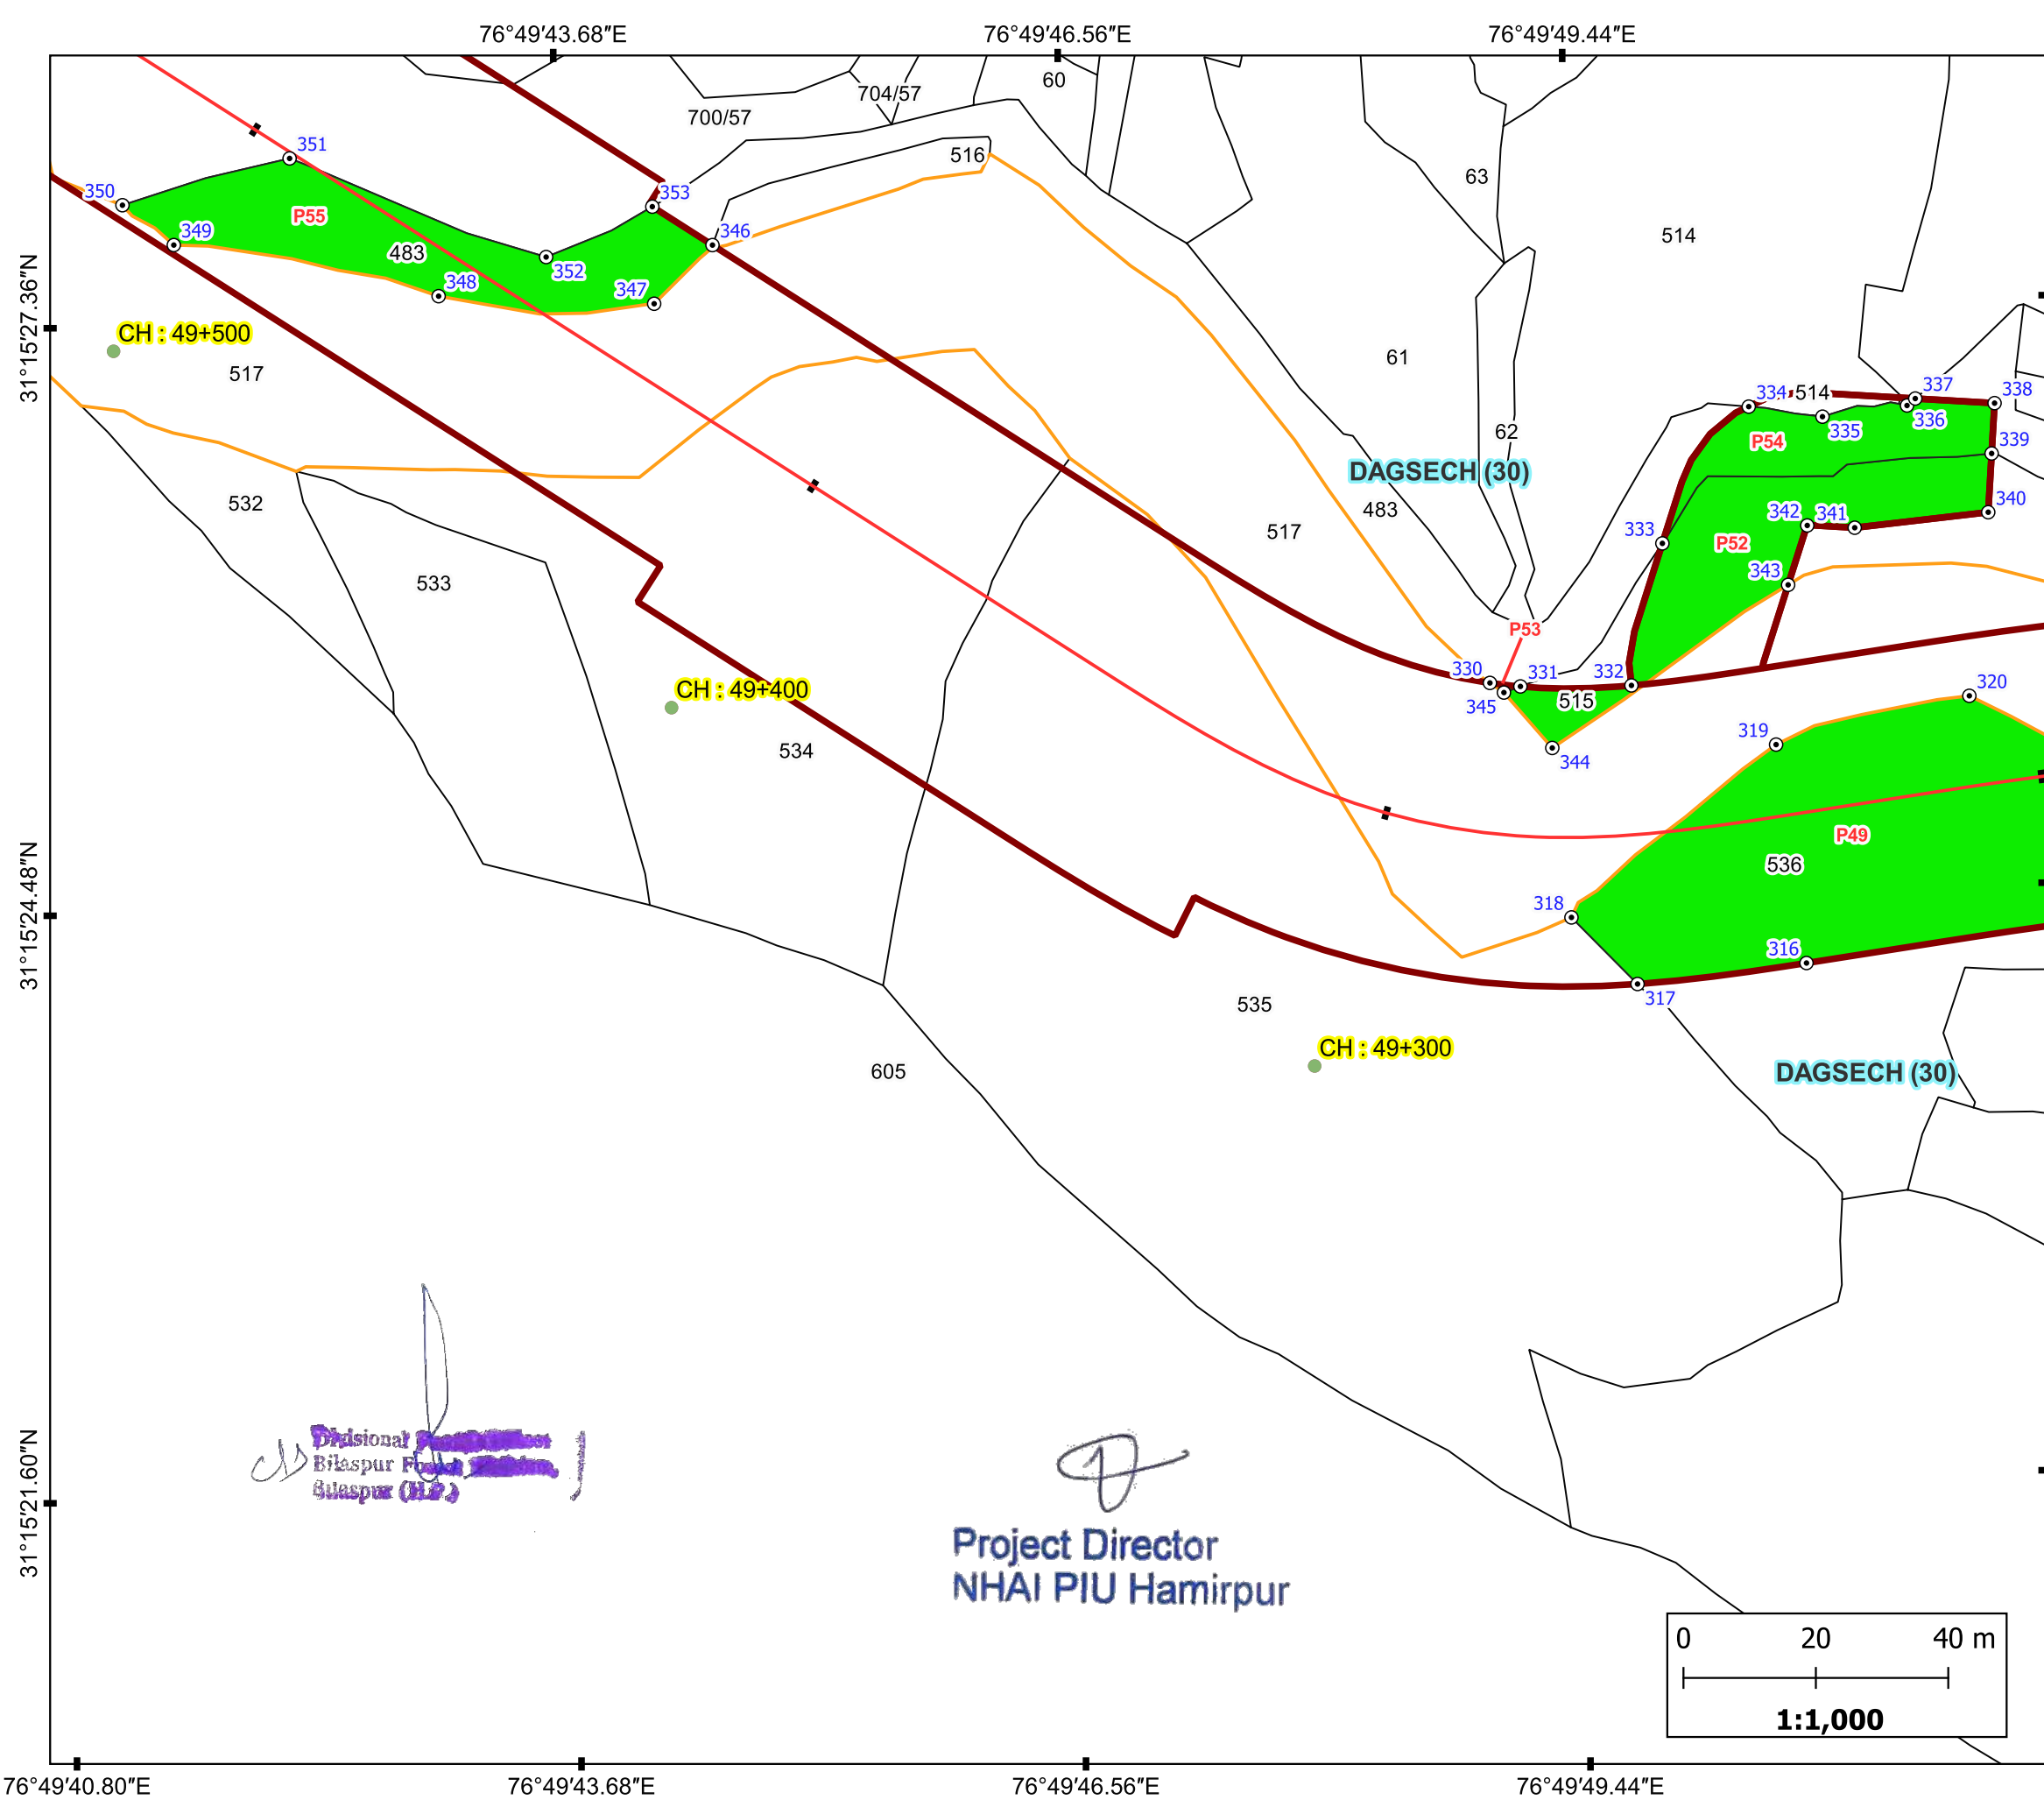 76°49′43.68″E 76°49′46.56″E 76°49′49.44″E
60
704/57
700/57
351
516
63
350
353
P55
346
514
349
483
352
348
347
31°15′27.36″N
CH : 49+500
61
517
337
338
334
514
336
335
62
P54
339
DAGSECH (30)
532
483
340
342
341
517
333
P52
343
533
P53
330
331
332
CH : 49+400
320
515
345
319
534
344
P49
536
318
31°15′24.48″N
316
317
535
CH : 49+300
605
DAGSECH (30)
31°15′21.60″N
Divisional
Bilaspur Forest
Bilaspur (H.P.)
Project Director
NHAI PIU Hamirpur
0 20 40 m
1:1,000
76°49′40.80″E 76°49′43.68″E 76°49′46.56″E 76°49′49.44″E